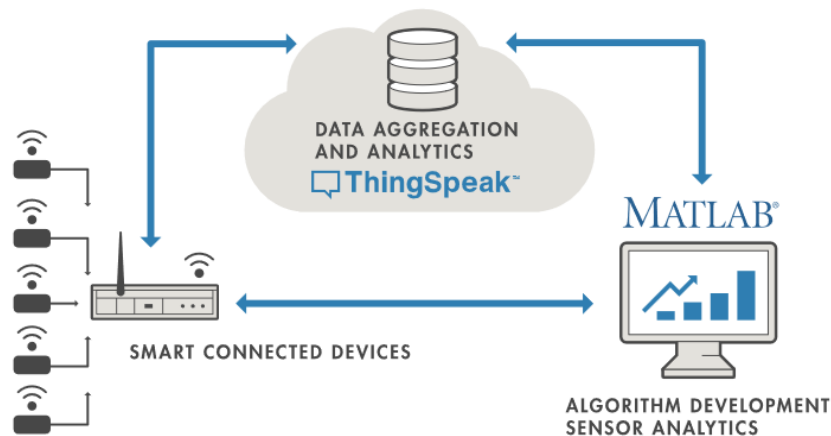 DATA AGGREGATION
AND ANALYTICS
ThingSpeak™
MATLAB®
SMART CONNECTED DEVICES
ALGORITHM DEVELOPMENT
SENSOR ANALYTICS